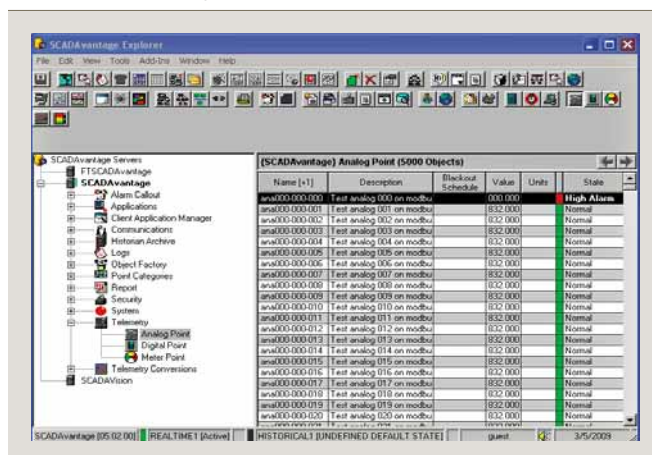 SCADAvantage Explorer
File Edit View Tools Add-Ins Window Help
SCADAvantage Servers
FTSCADAvantage
SCADAvantage
Alarm Callout
Applications
Client Application Manager
Communications
Historian Archive
Logs
Object Factory
Point Categories
Report
Security
System
Telemetry
Analog Point
Digital Point
Meter Point
Telemetry Conversions
SCADAVision
(SCADAvantage) Analog Point (5000 Objects)
Name [+1] Description Blackout Schedule Value Units State
ana000-000-000 Test analog 000 on modbu 000.000 High Alarm
ana000-000-001 Test analog 001 on modbu 832.000 Normal
ana000-000-002 Test analog 002 on modbu 832.000 Normal
ana000-000-003 Test analog 003 on modbu 832.000 Normal
ana000-000-004 Test analog 004 on modbu 832.000 Normal
ana000-000-005 Test analog 005 on modbu 832.000 Normal
ana000-000-006 Test analog 006 on modbu 832.000 Normal
ana000-000-007 Test analog 007 on modbu 832.000 Normal
ana000-000-008 Test analog 008 on modbu 832.000 Normal
ana000-000-009 Test analog 009 on modbu 832.000 Normal
ana000-000-010 Test analog 010 on modbu 832.000 Normal
ana000-000-011 Test analog 011 on modbu 832.000 Normal
ana000-000-012 Test analog 012 on modbu 832.000 Normal
ana000-000-013 Test analog 013 on modbu 832.000 Normal
ana000-000-014 Test analog 014 on modbu 832.000 Normal
ana000-000-015 Test analog 015 on modbu 832.000 Normal
ana000-000-016 Test analog 016 on modbu 832.000 Normal
ana000-000-017 Test analog 017 on modbu 832.000 Normal
ana000-000-018 Test analog 018 on modbu 832.000 Normal
ana000-000-019 Test analog 019 on modbu 832.000 Normal
ana000-000-020 Test analog 020 on modbu 832.000 Normal
SCADAvantage [05.02.00] REALTIME1 [Active] HISTORICAL1 [UNDEFINED DEFAULT STATE] guest 3/5/2009